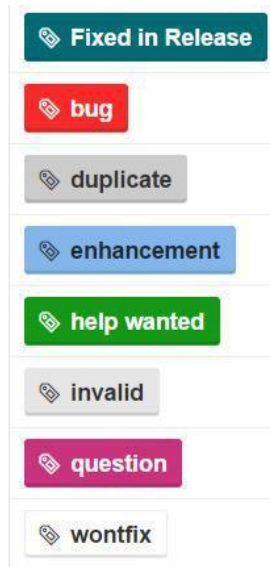 Fixed in Release
bug
duplicate
enhancement
help wanted
invalid
question
wontfix